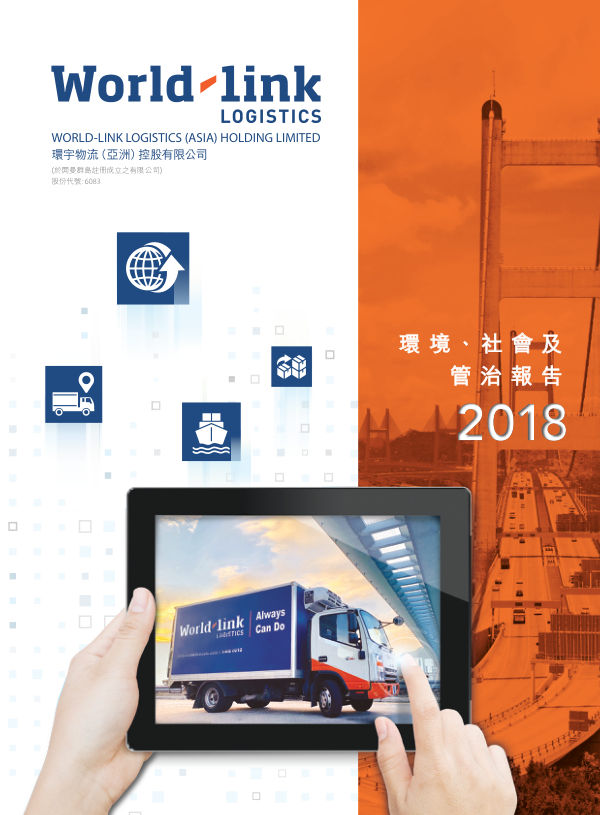 World-link
LOGISTICS
WORLD-LINK LOGISTICS (ASIA) HOLDING LIMITED
環宇物流（亞洲）控股有限公司
(於開曼群島註冊成立之有限公司)
股份代號: 6083
環境、社會及
管治報告
2018
World-link
LOGISTICS
Always
Can Do